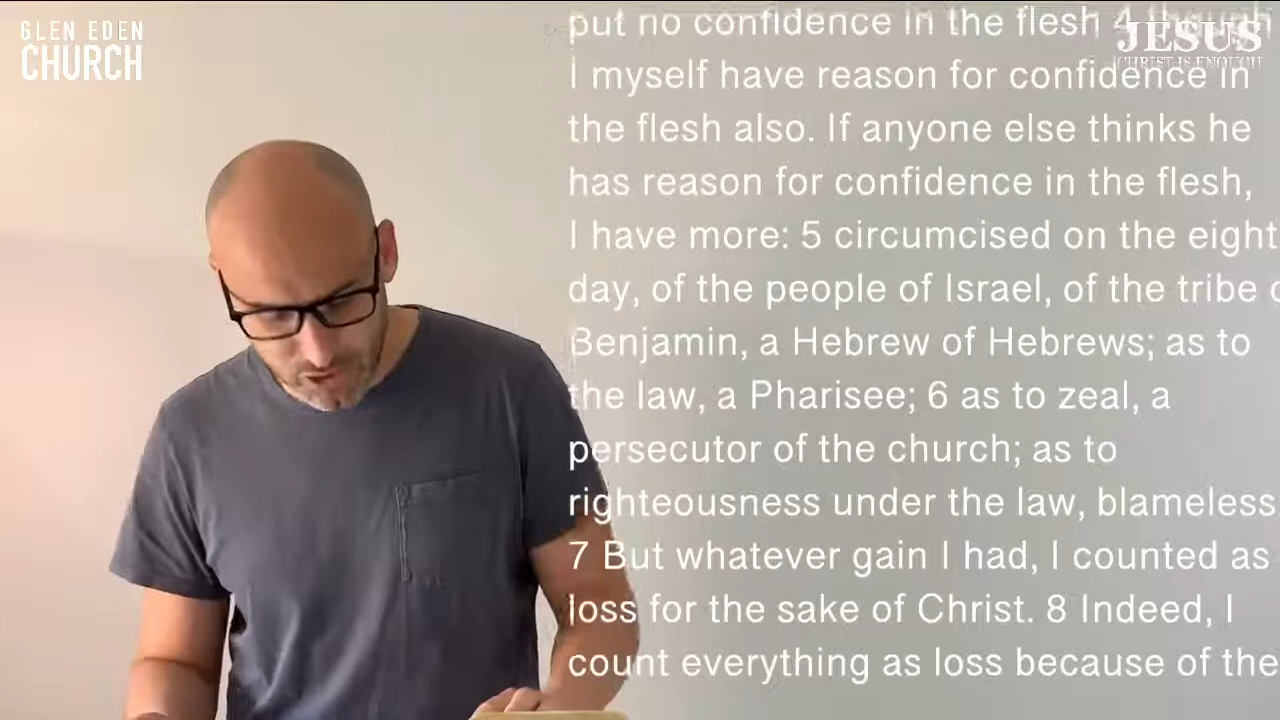 GLEN EDEN
CHURCH
JESUS
CHRIST IS ENOUGH
put no confidence in the flesh 4 though
I myself have reason for confidence in
the flesh also. If anyone else thinks he
has reason for confidence in the flesh,
I have more: 5 circumcised on the eight
day, of the people of Israel, of the tribe o
Benjamin, a Hebrew of Hebrews; as to
the law, a Pharisee; 6 as to zeal, a
persecutor of the church; as to
righteousness under the law, blameless
7 But whatever gain I had, I counted as
loss for the sake of Christ. 8 Indeed, I
count everything as loss because of the